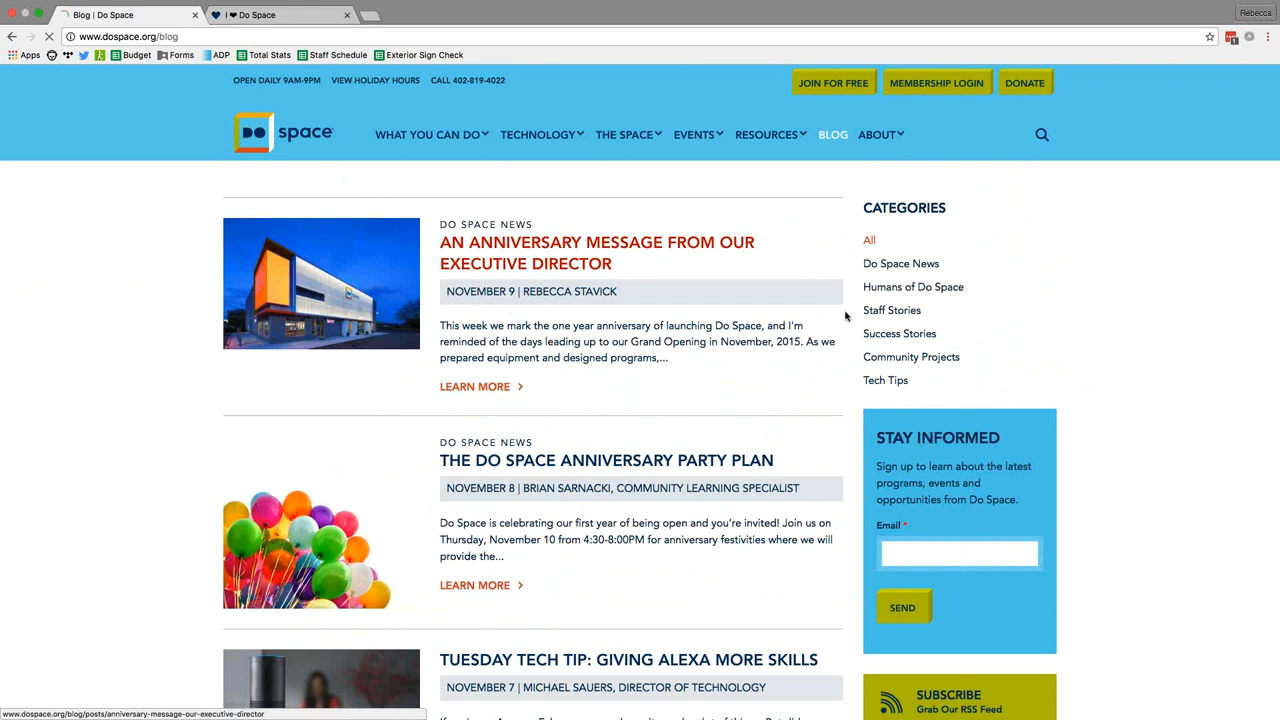 Blog | Do Space
I ❤ Do Space
Rebecca
www.dospace.org/blog
Apps
Budget
Forms
ADP
Total Stats
Staff Schedule
Exterior Sign Check
OPEN DAILY 9AM-9PM VIEW HOLIDAY HOURS CALL 402-819-4022
JOIN FOR FREE
MEMBERSHIP LOGIN
DONATE
DO space
WHAT YOU CAN DO
TECHNOLOGY
THE SPACE
EVENTS
RESOURCES
BLOG
ABOUT
DO SPACE NEWS
AN ANNIVERSARY MESSAGE FROM OUR
EXECUTIVE DIRECTOR
NOVEMBER 9 | REBECCA STAVICK
This week we mark the one year anniversary of launching Do Space, and I'm
reminded of the days leading up to our Grand Opening in November, 2015. As we
prepared equipment and designed programs,...
LEARN MORE >
DO SPACE NEWS
THE DO SPACE ANNIVERSARY PARTY PLAN
NOVEMBER 8 | BRIAN SARNACKI, COMMUNITY LEARNING SPECIALIST
Do Space is celebrating our first year of being open and you're invited! Join us on
Thursday, November 10 from 4:30-8:00PM for anniversary festivities where we will
provide the...
LEARN MORE >
TUESDAY TECH TIP: GIVING ALEXA MORE SKILLS
NOVEMBER 7 | MICHAEL SAUERS, DIRECTOR OF TECHNOLOGY
CATEGORIES
All
Do Space News
Humans of Do Space
Staff Stories
Success Stories
Community Projects
Tech Tips
STAY INFORMED
Sign up to learn about the latest
programs, events and
opportunities from Do Space.
Email *
SEND
SUBSCRIBE
Grab Our RSS Feed
www.dospace.org/blog/posts/anniversary-message-our-executive-director